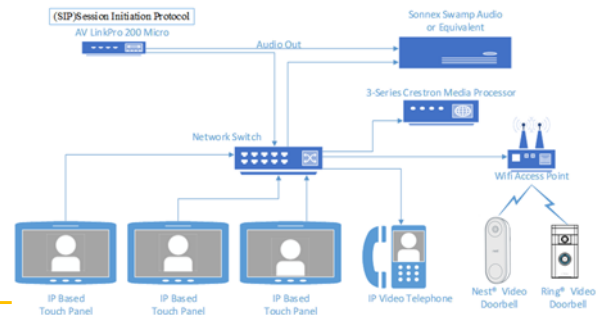 (SIP)Session Initiation Protocol
AV LinkPro 200 Micro
Audio Out
Sonnex Swamp Audio
or Equivalent
3-Series Crestron Media Processor
Network Switch
Wifi Access Point
IP Based
Touch Panel
IP Based
Touch Panel
IP Based
Touch Panel
IP Video Telephone
Nest® Video
Doorbell
Ring® Video
Doorbell